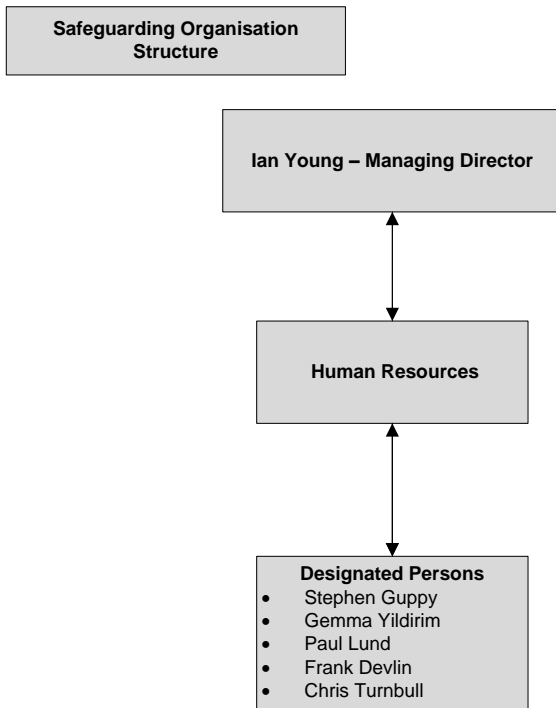 Safeguarding Organisation
Structure
Ian Young – Managing Director
Human Resources
Designated Persons
• Stephen Guppy
• Gemma Yildirim
• Paul Lund
• Frank Devlin
• Chris Turnbull